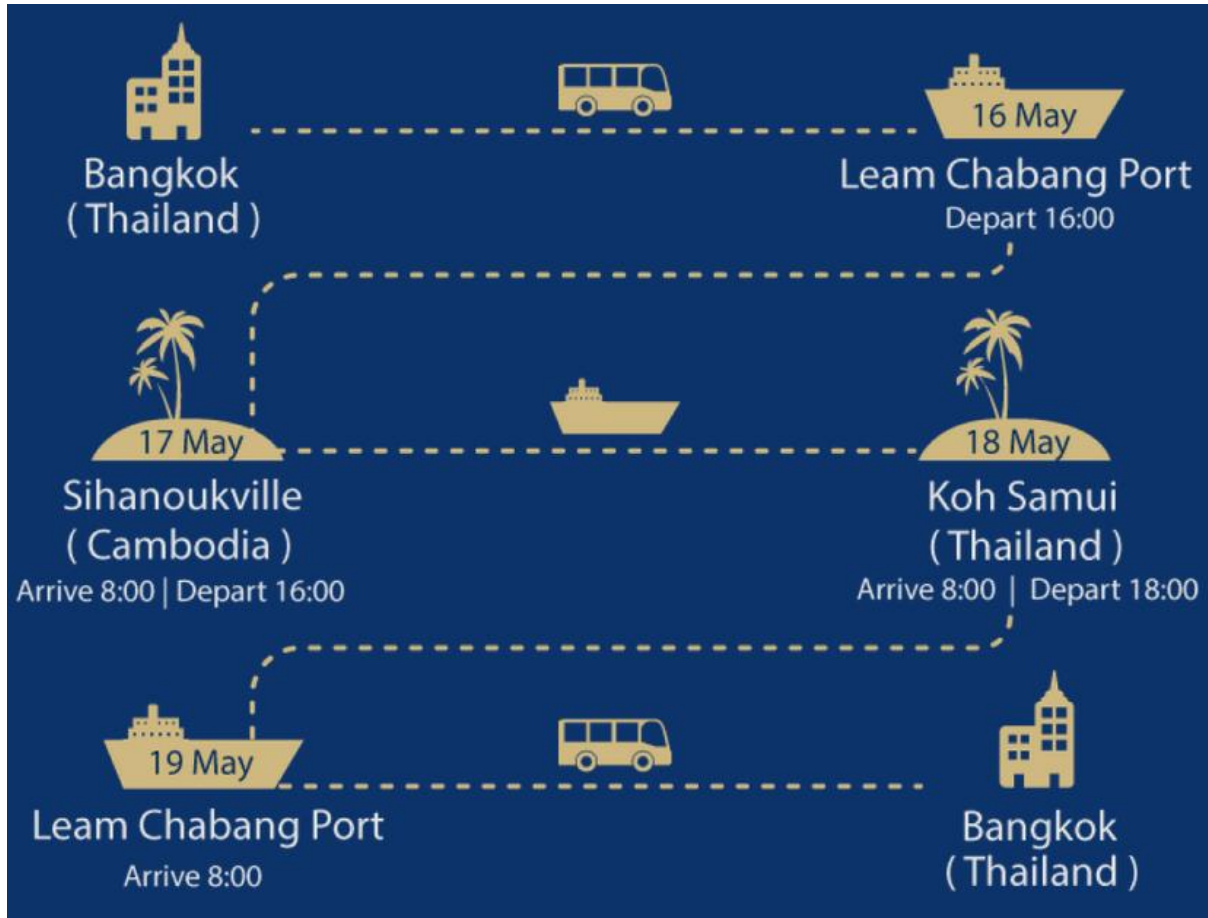 16 May
Bangkok
( Thailand )
Leam Chabang Port
Depart 16:00
17 May
18 May
Sihanoukville
( Cambodia )
Arrive 8:00 | Depart 16:00
Koh Samui
( Thailand )
Arrive 8:00 | Depart 18:00
19 May
Leam Chabang Port
Arrive 8:00
Bangkok
( Thailand )